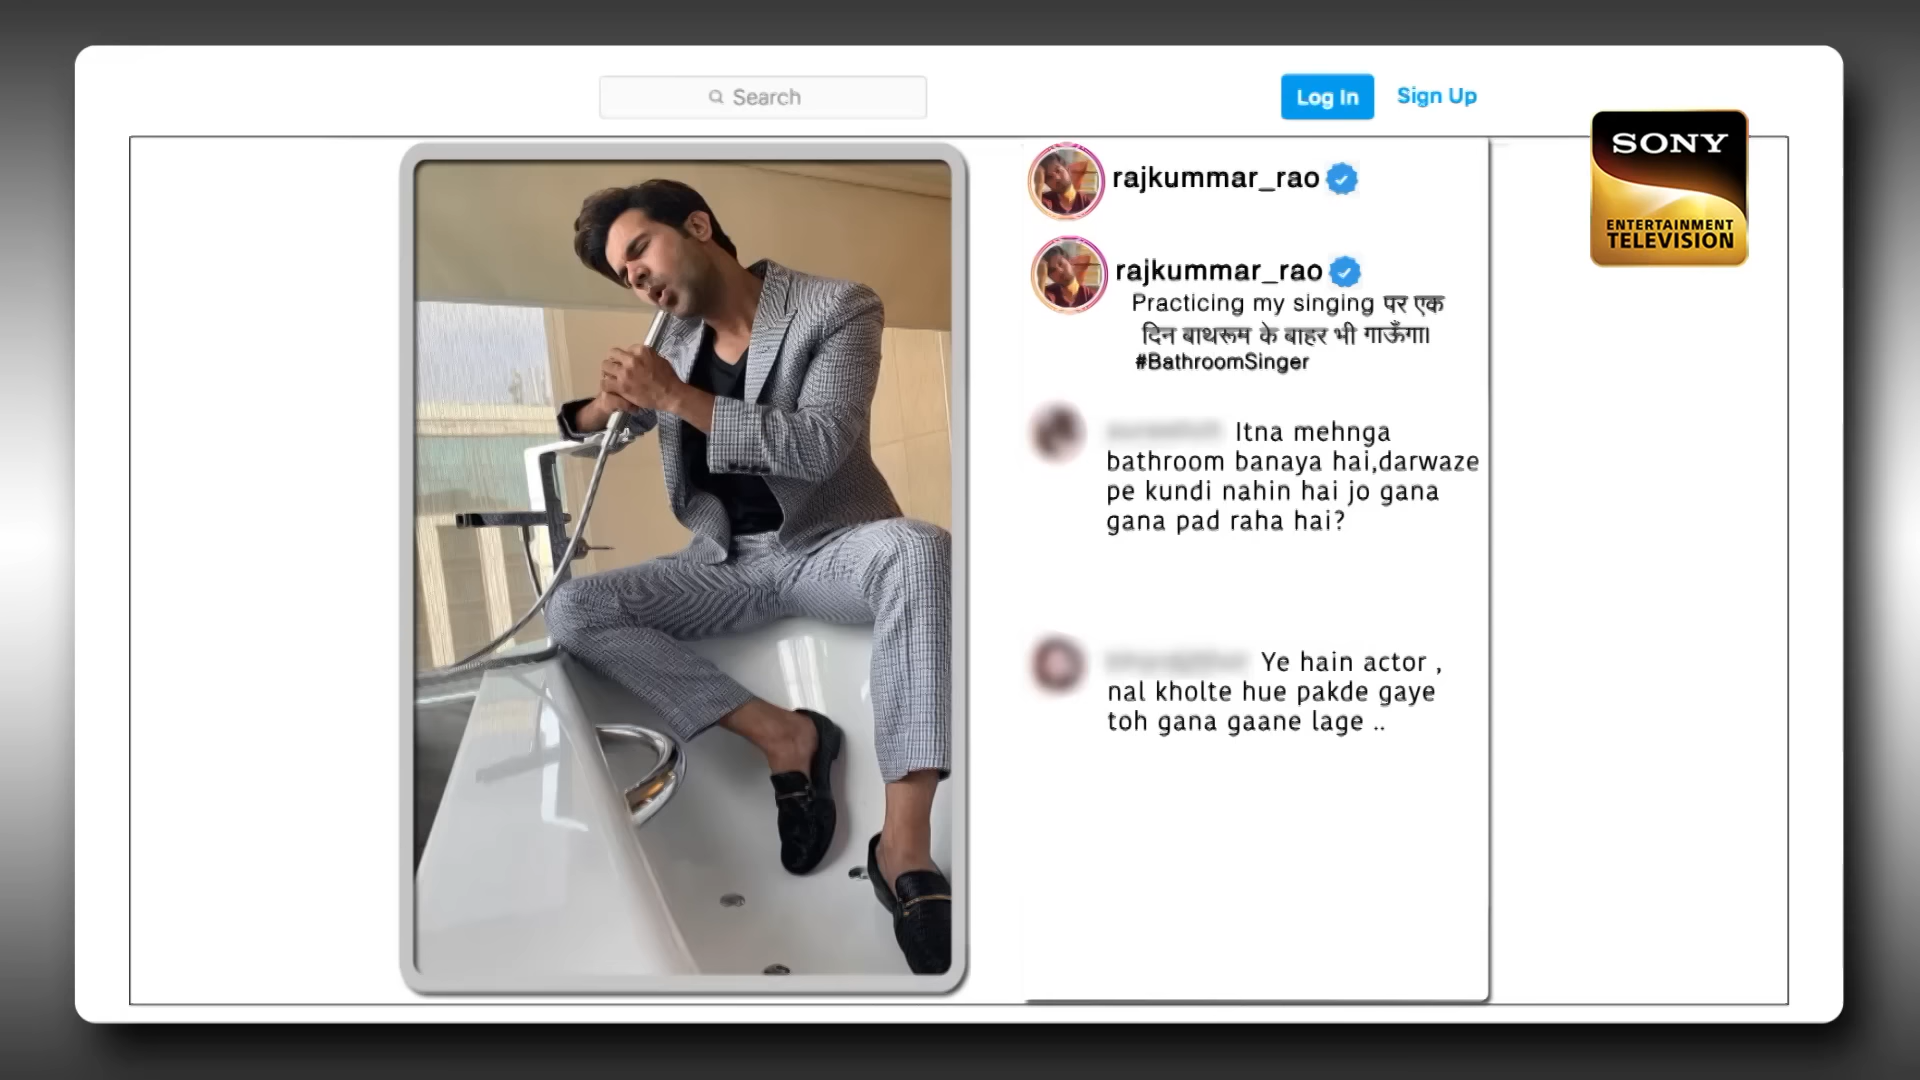 Search
Log In
Sign Up
SONY
ENTERTAINMENT
TELEVISION
rajkummar_rao
rajkummar_rao
Practicing my singing पर एक
दिन बाथरूम के बाहर भी गाऊँगा।
#BathroomSinger
Itna mehnga
bathroom banaya hai,darwaze
pe kundi nahin hai jo gana
gana pad raha hai?
Ye hain actor ,
nal kholte hue pakde gaye
toh gana gaane lage ..